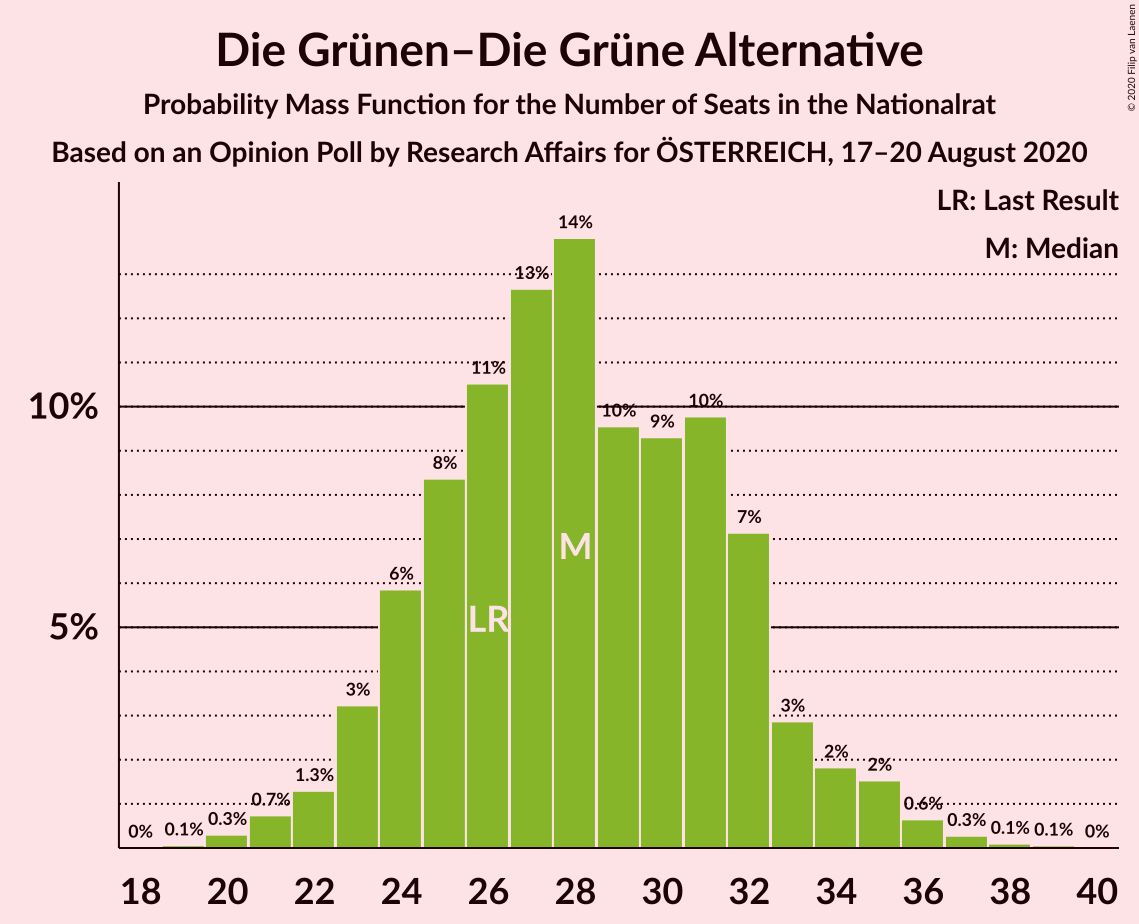 Die Grünen–Die Grüne Alternative
Probability Mass Function for the Number of Seats in the Nationalrat
Based on an Opinion Poll by Research Affairs for ÖSTERREICH, 17–20 August 2020
© 2020 Filip van Laenen
LR: Last Result
M: Median
14%
13%
11%
10%
10%
10%
9%
8%
7%
M
6%
LR
5%
3%
3%
2%
2%
1.3%
0.7%
0.6%
0.3%
0.3%
0%
0.1%
0.1%
0.1%
0%
18 20 22 24 26 28 30 32 34 36 38 40